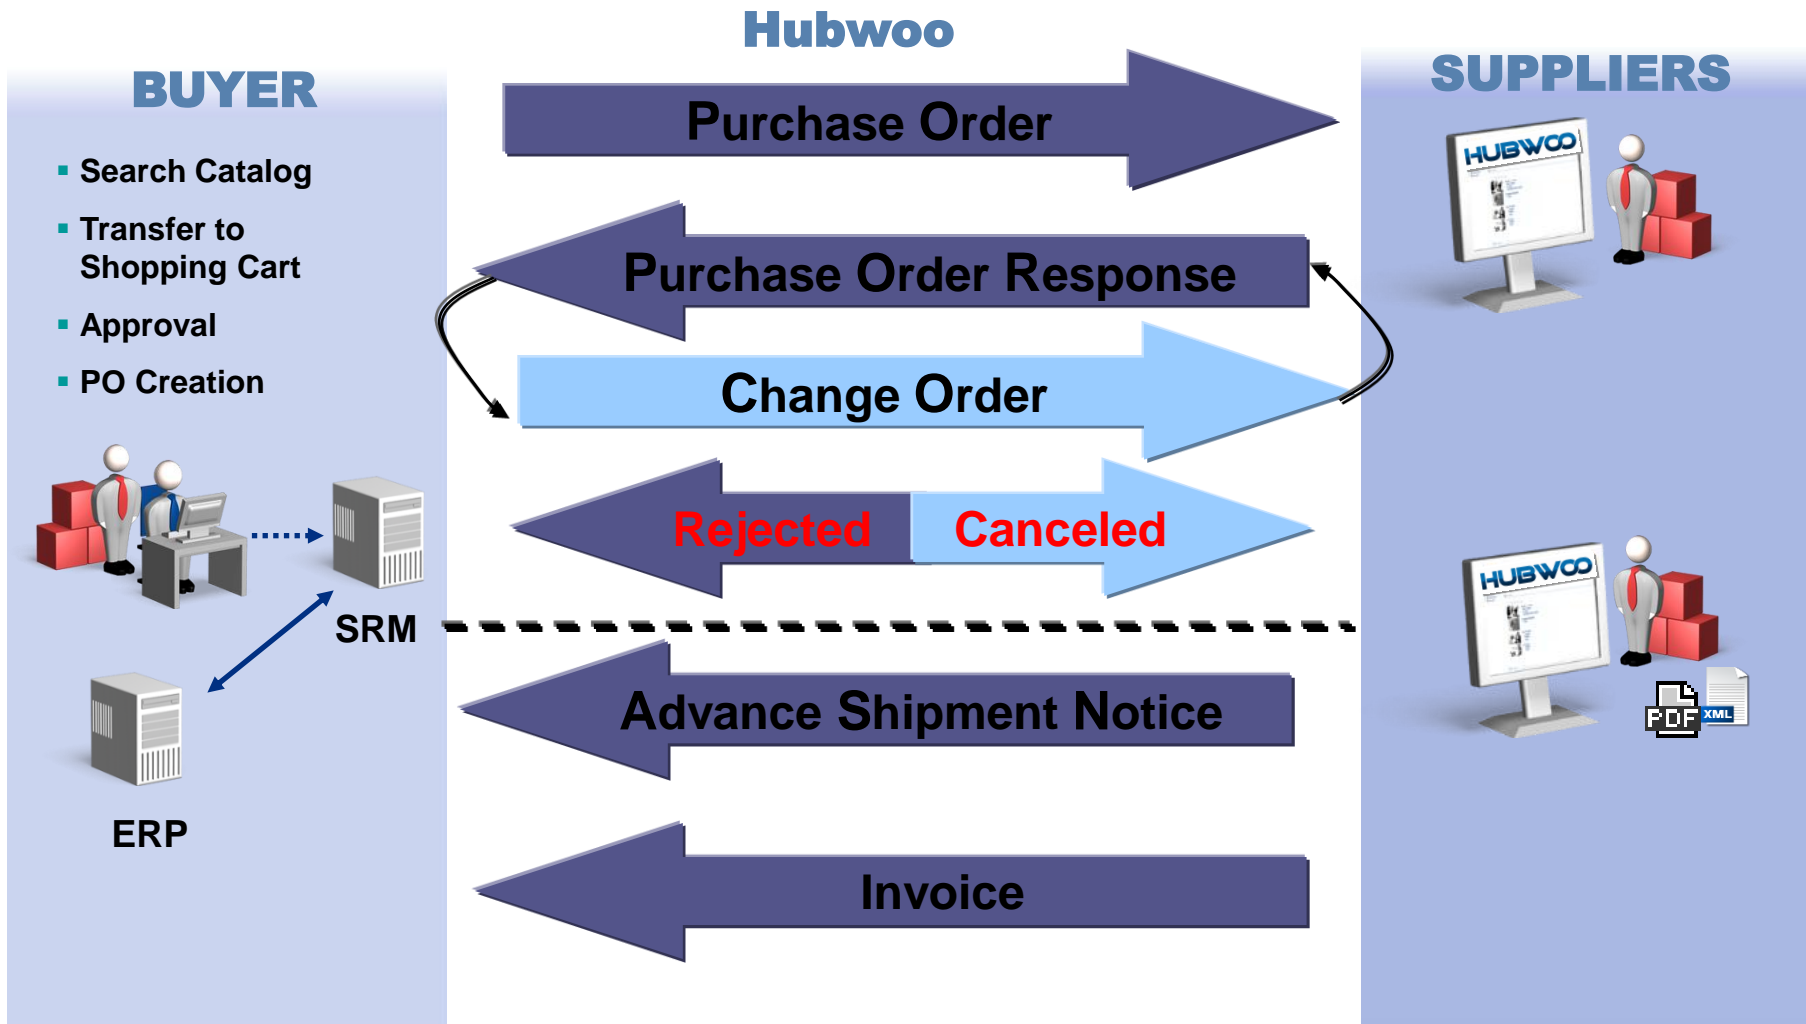 Hubwoo
BUYER
SUPPLIERS
Search Catalog
Transfer to
Shopping Cart
Approval
PO Creation
SRM
ERP
Purchase Order
Purchase Order Response
Change Order
Rejected
Canceled
Advance Shipment Notice
Invoice
HUBWOO
HUBWOO
PDF
XML